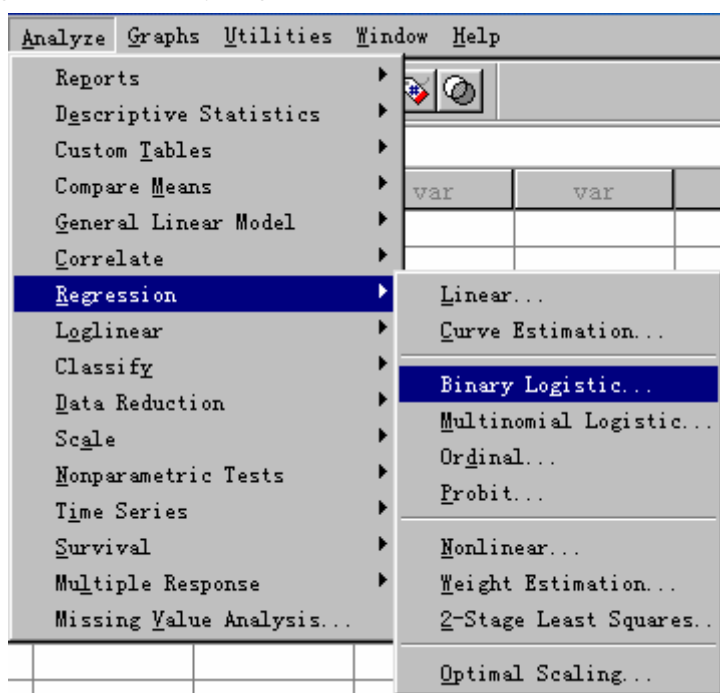 Analyze Graphs Utilities Window Help
Reports
Descriptive Statistics
Custom Tables
Compare Means
General Linear Model
Correlate
Regression
Loglinear
Classify
Data Reduction
Scale
Nonparametric Tests
Time Series
Survival
Multiple Response
Missing Value Analysis...
var var
Linear...
Curve Estimation...
Binary Logistic...
Multinomial Logistic...
Ordinal...
Probit...
Nonlinear...
Weight Estimation...
2-Stage Least Squares..
Optimal Scaling...